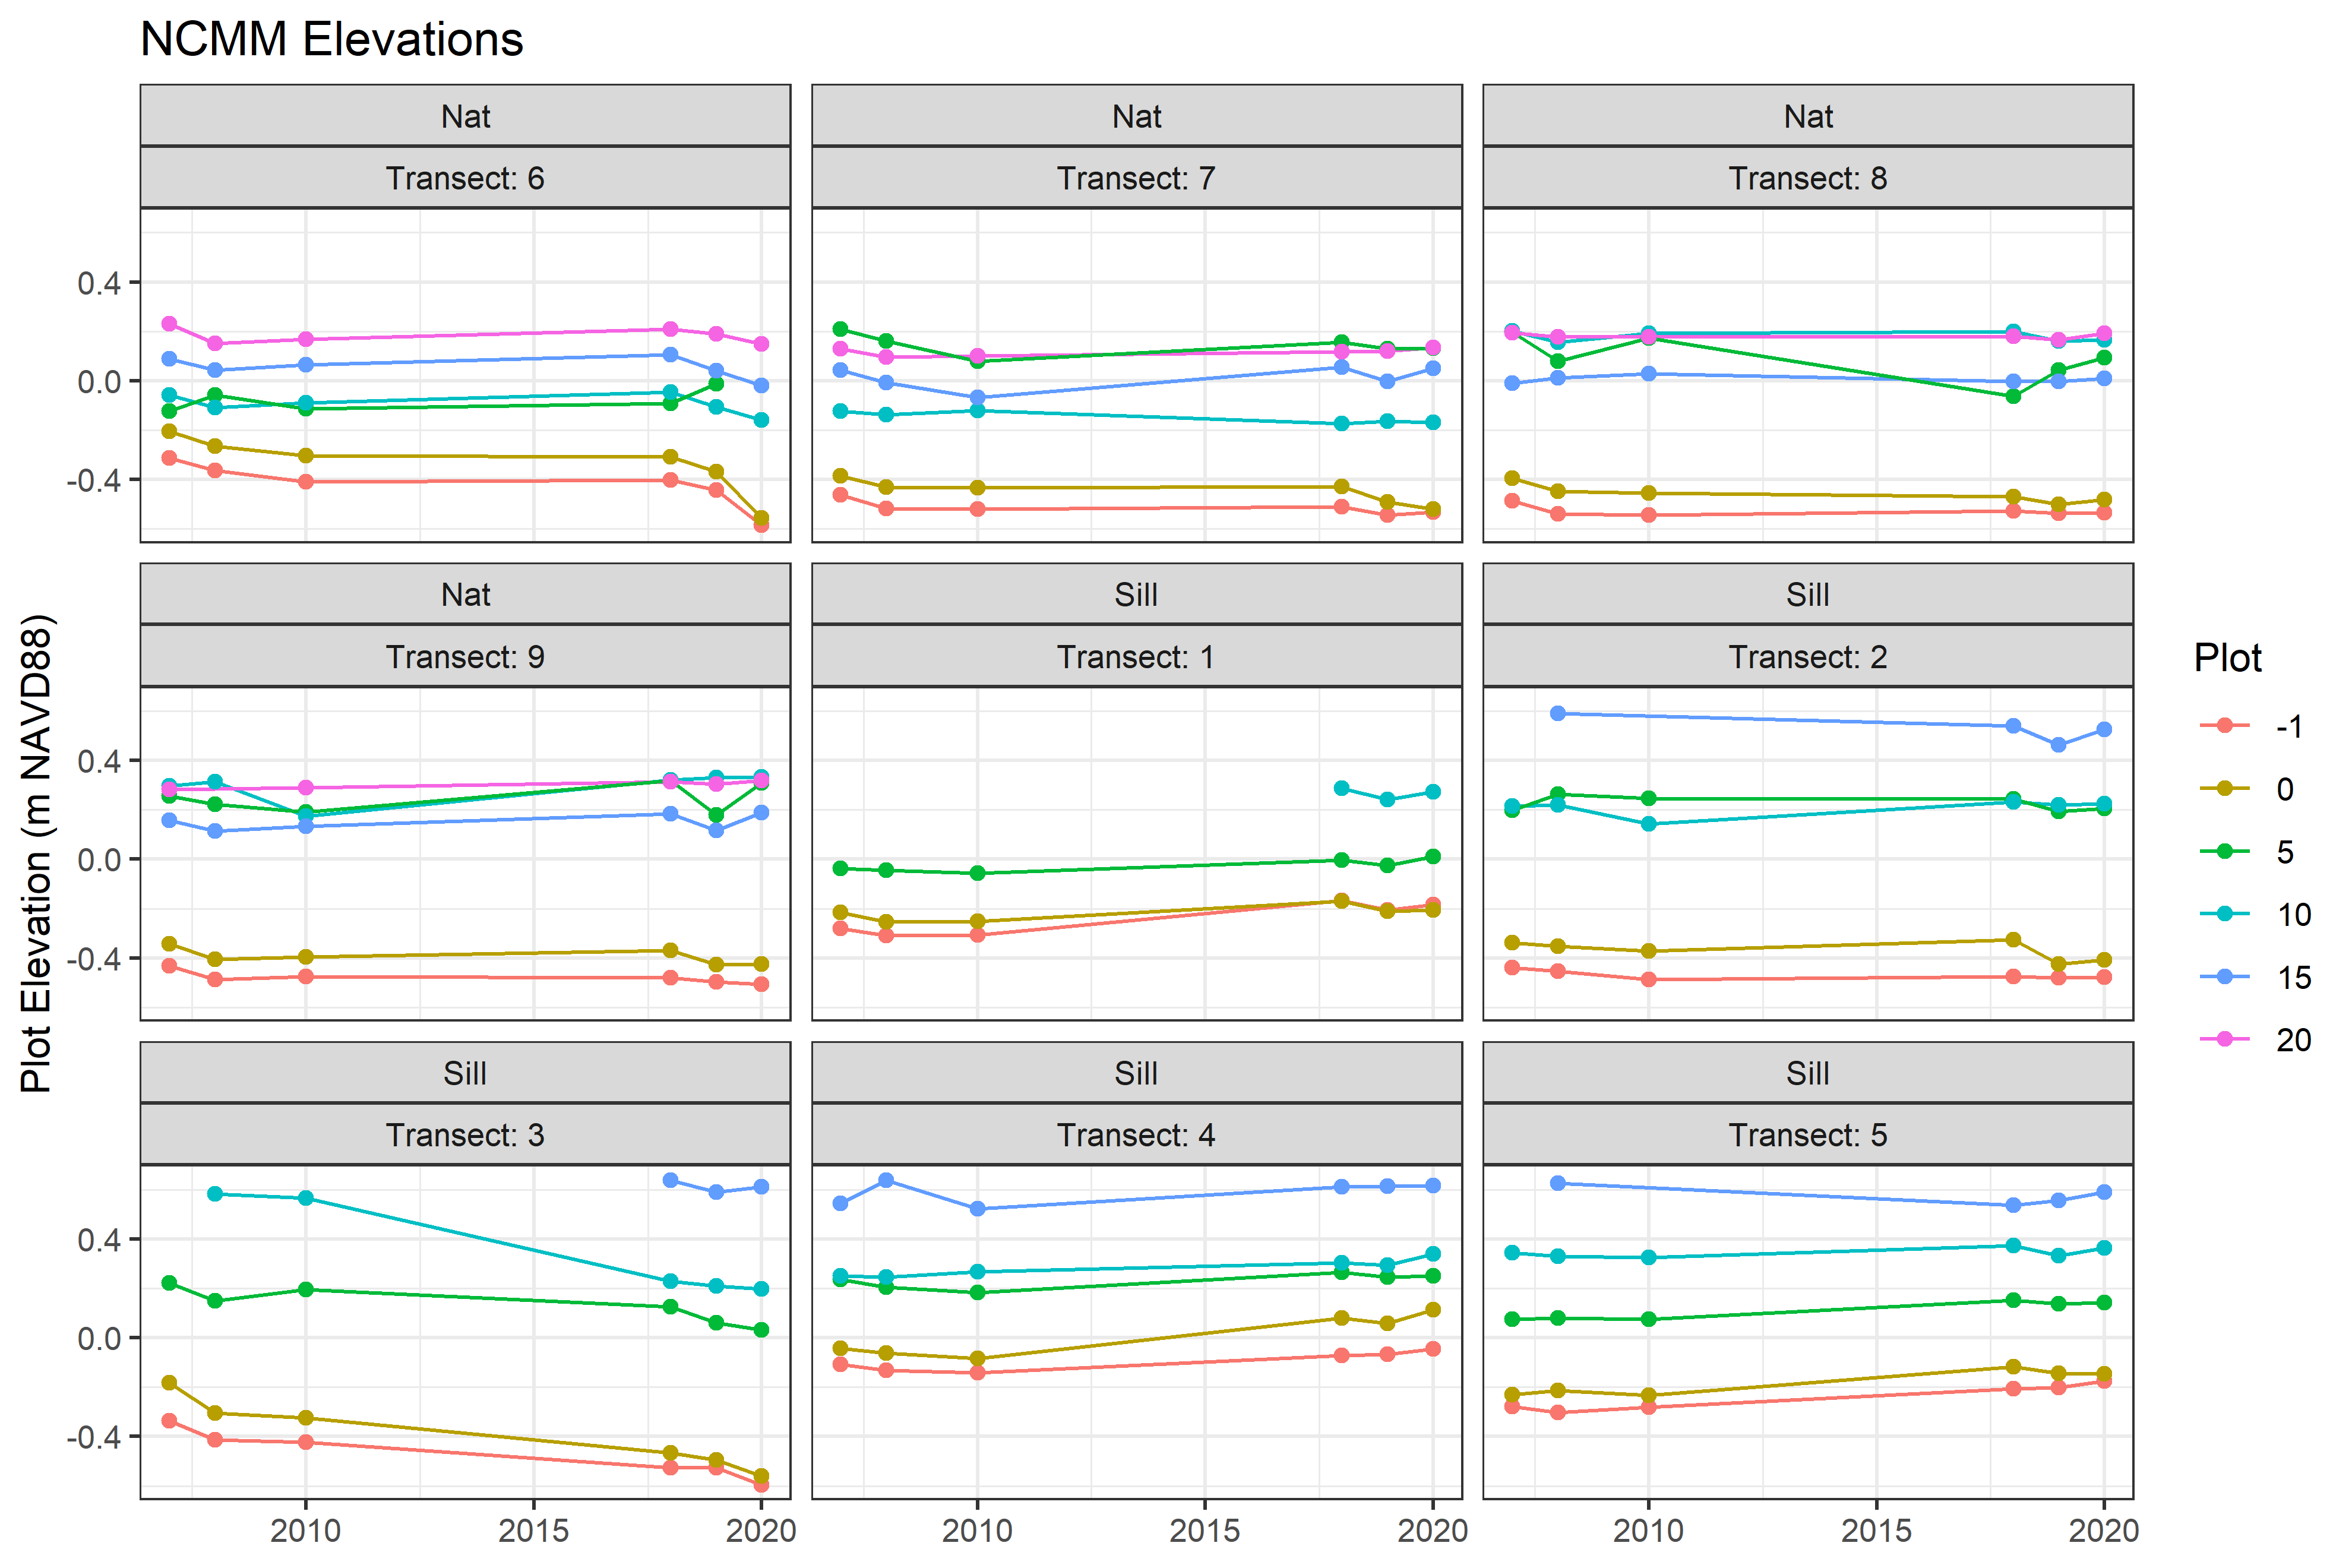 NCMM Elevations
Nat
Nat
Nat
Transect: 6
Transect: 7
Transect: 8
0.4
0.0
-0.4
Nat
Sill
Sill
Transect: 9
Transect: 1
Transect: 2
0.4
0.0
-0.4
Sill
Sill
Sill
Transect: 3
Transect: 4
Transect: 5
0.4
0.0
-0.4
2010
2015
2020
2010
2015
2020
2010
2015
2020
Plot Elevation (m NAVD88)
Plot
-1
0
5
10
15
20